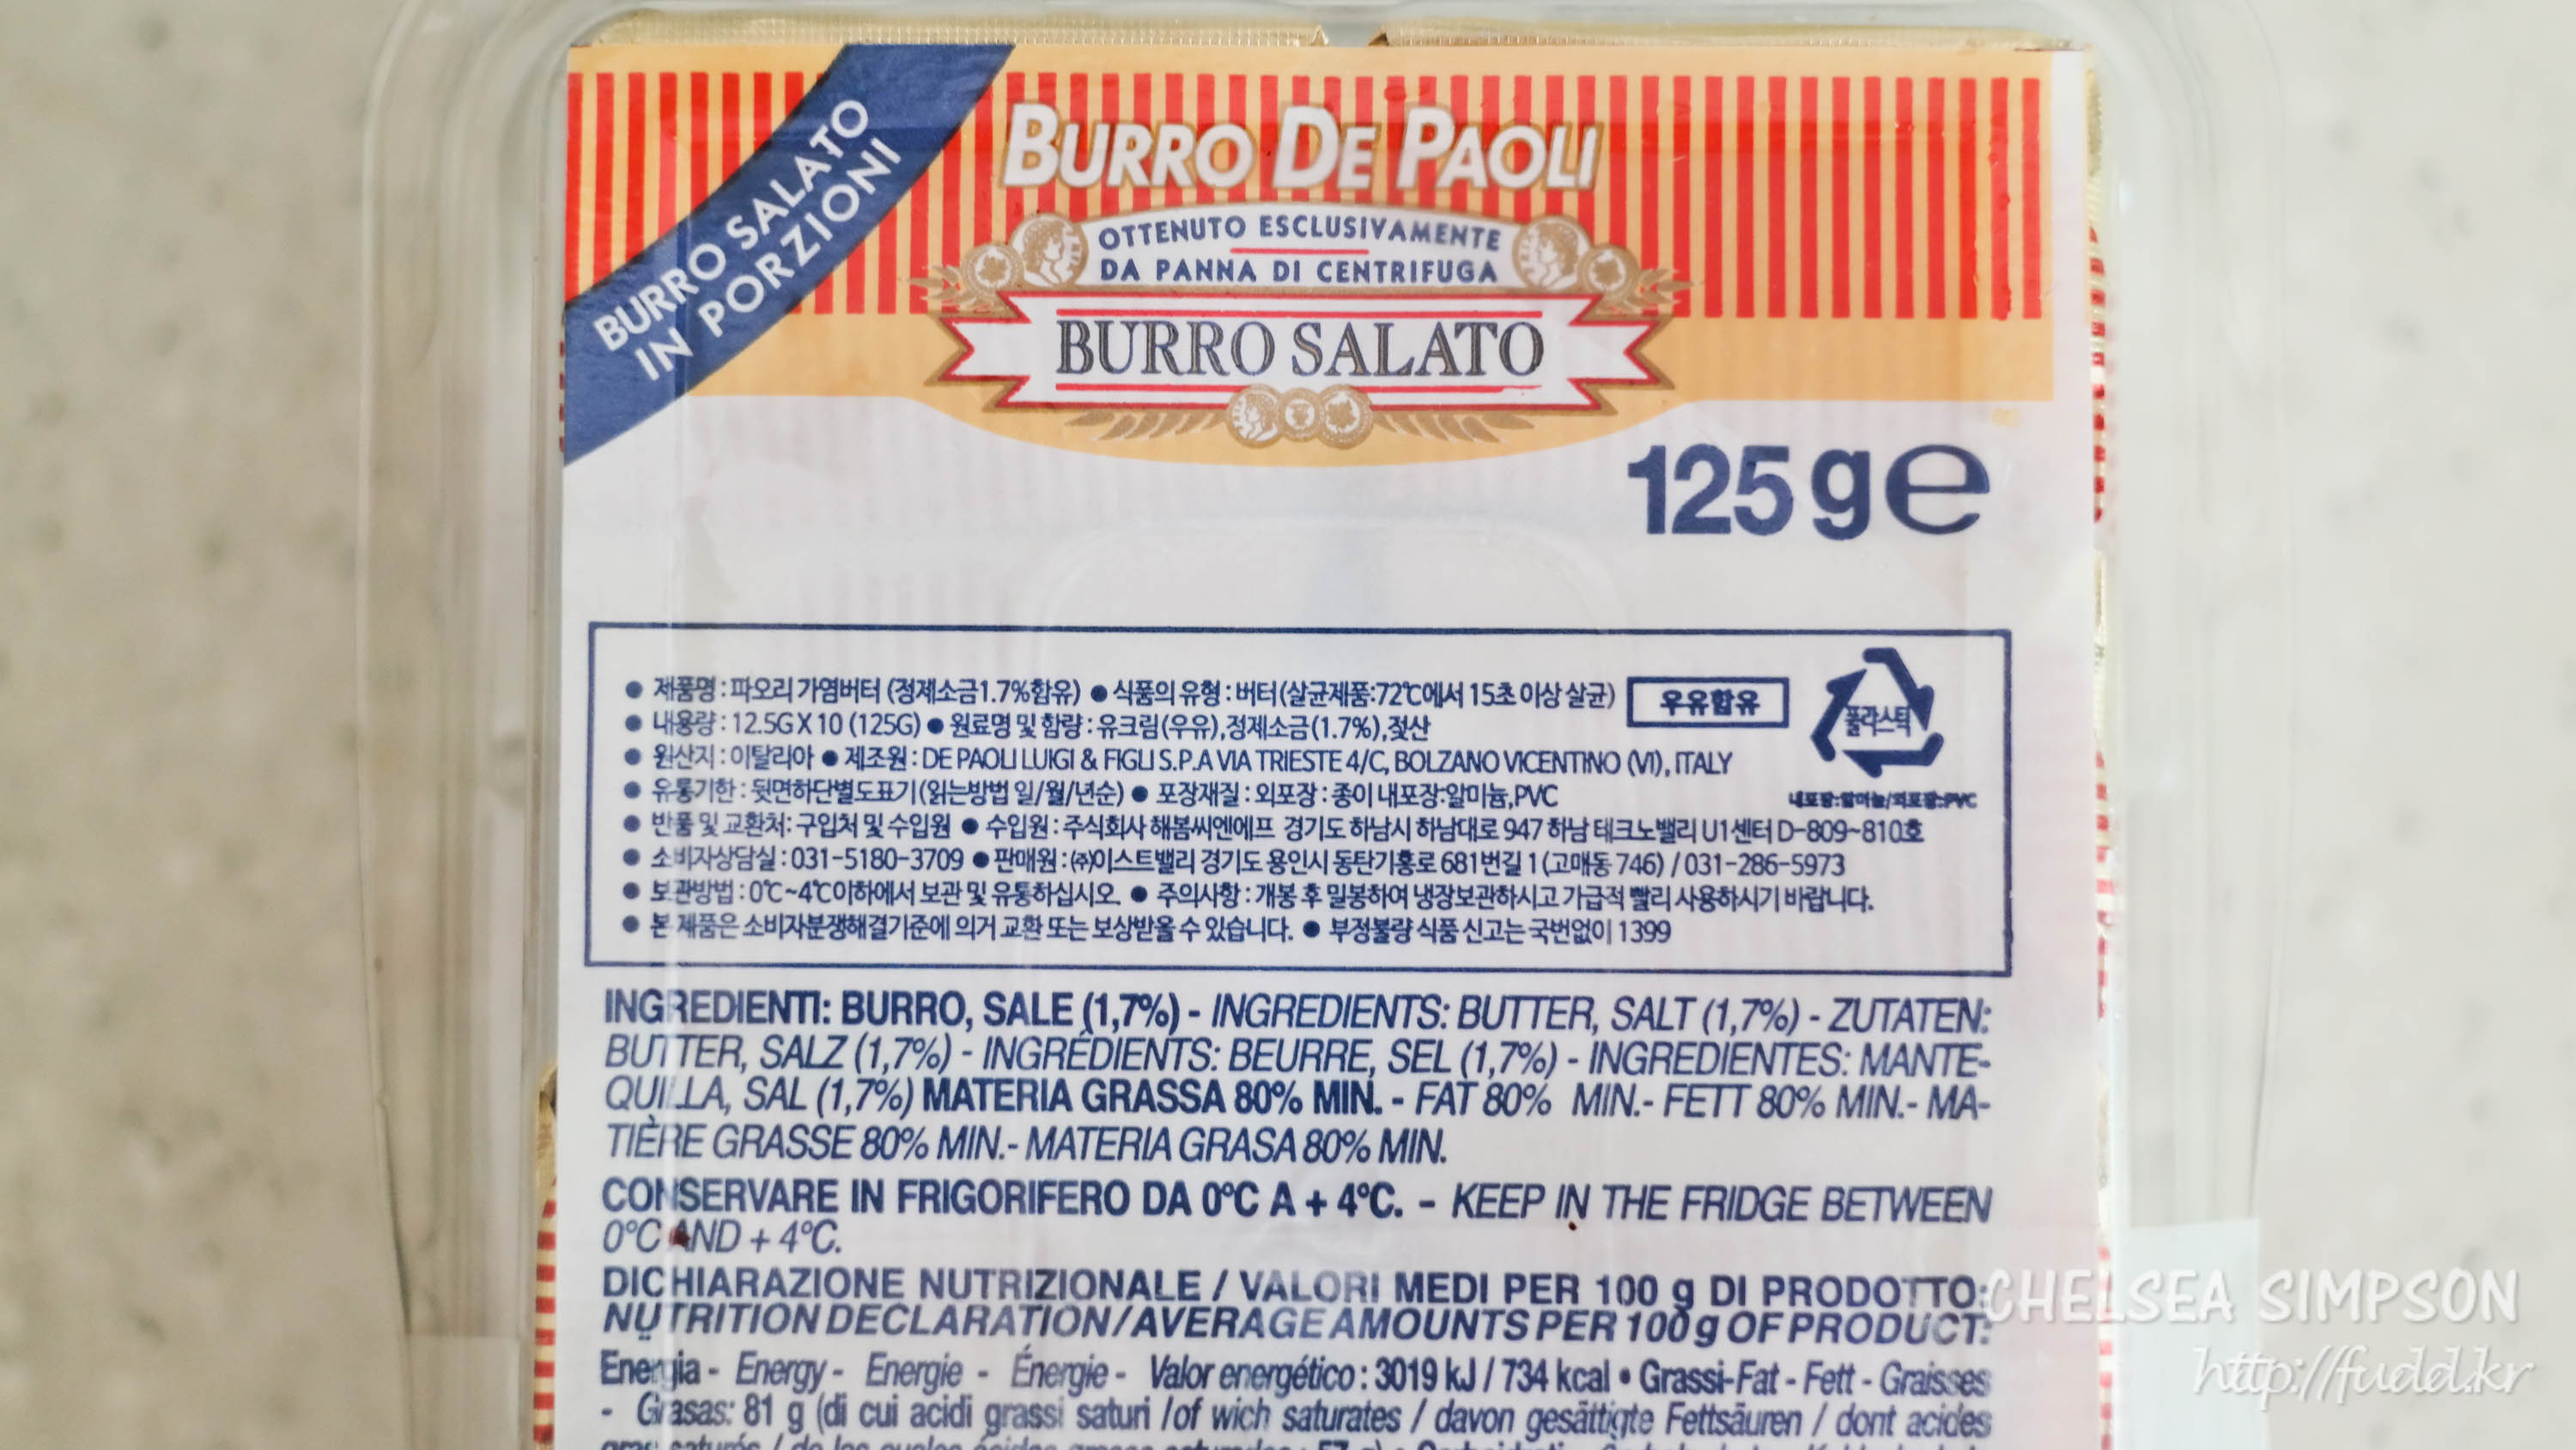 BURRO SALATO
IN PORZIONI
BURRO DE PAOLI
OTTENUTO ESCLUSIVAMENTE
DA PANNA DI CENTRIFUGA
BURRO SALATO
125 g e
● 제품명 : 파오리 가염버터 (정제소금1.7%함유) ● 식품의 유형 : 버터(살균제품:72℃에서 15초 이상 살균)
우유함유
플라스틱
● 내용량 : 12.5G X 10 (125G) ● 원료명 및 함량 : 유크림(우유),정제소금(1.7%),젖산
● 원산지 : 이탈리아 ● 제조원 : DE PAOLI LUIGI & FIGLI S.P.A VIA TRIESTE 4/C, BOLZANO VICENTINO (VI), ITALY
● 유통기한 : 뒷면하단별도표기(읽는방법 일/월/년순) ● 포장재질 : 외포장 : 종이 내포장:알미늄,PVC
내포장:알미늄/외포장:PVC
● 반품 및 교환처: 구입처 및 수입원 ● 수입원 : 주식회사 해봄씨엔에프 경기도 하남시 하남대로 947 하남 테크노밸리 U1센터 D-809~810호
● 소비자상담실 : 031-5180-3709 ● 판매원 : ㈜이스트밸리 경기도 용인시 동탄기흥로 681번길 1 (고매동 746) / 031-286-5973
● 보관방법 : 0℃~4℃이하에서 보관 및 유통하십시오. ● 주의사항 : 개봉 후 밀봉하여 냉장보관하시고 가급적 빨리 사용하시기 바랍니다.
● 본 제품은 소비자분쟁해결기준에 의거 교환 또는 보상받을 수 있습니다. ● 부정불량 식품 신고는 국번없이 1399
INGREDIENTI: BURRO, SALE (1,7%) - INGREDIENTS: BUTTER, SALT (1,7%) - ZUTATEN:
BUTTER, SALZ (1,7%) - INGRÉDIENTS: BEURRE, SEL (1,7%) - INGREDIENTES: MANTE-
QUILLA, SAL (1,7%) MATERIA GRASSA 80% MIN. - FAT 80% MIN.- FETT 80% MIN.- MA-
TIÈRE GRASSE 80% MIN.- MATERIA GRASA 80% MIN.
CONSERVARE IN FRIGORIFERO DA 0°C A + 4°C. - KEEP IN THE FRIDGE BETWEEN
0°C AND + 4°C.
DICHIARAZIONE NUTRIZIONALE / VALORI MEDI PER 100 g DI PRODOTTO:
NUTRITION DECLARATION / AVERAGE AMOUNTS PER 100 g OF PRODUCT:
Energia - Energy - Energie - Énergie - Valor energético : 3019 kJ / 734 kcal • Grassi-Fat - Fett - Graisses
- Grasas: 81 g (di cui acidi grassi saturi /of wich saturates / davon gesättigte Fettsäuren / dont acides
CHELSEA SIMPSON
http://fudd.kr